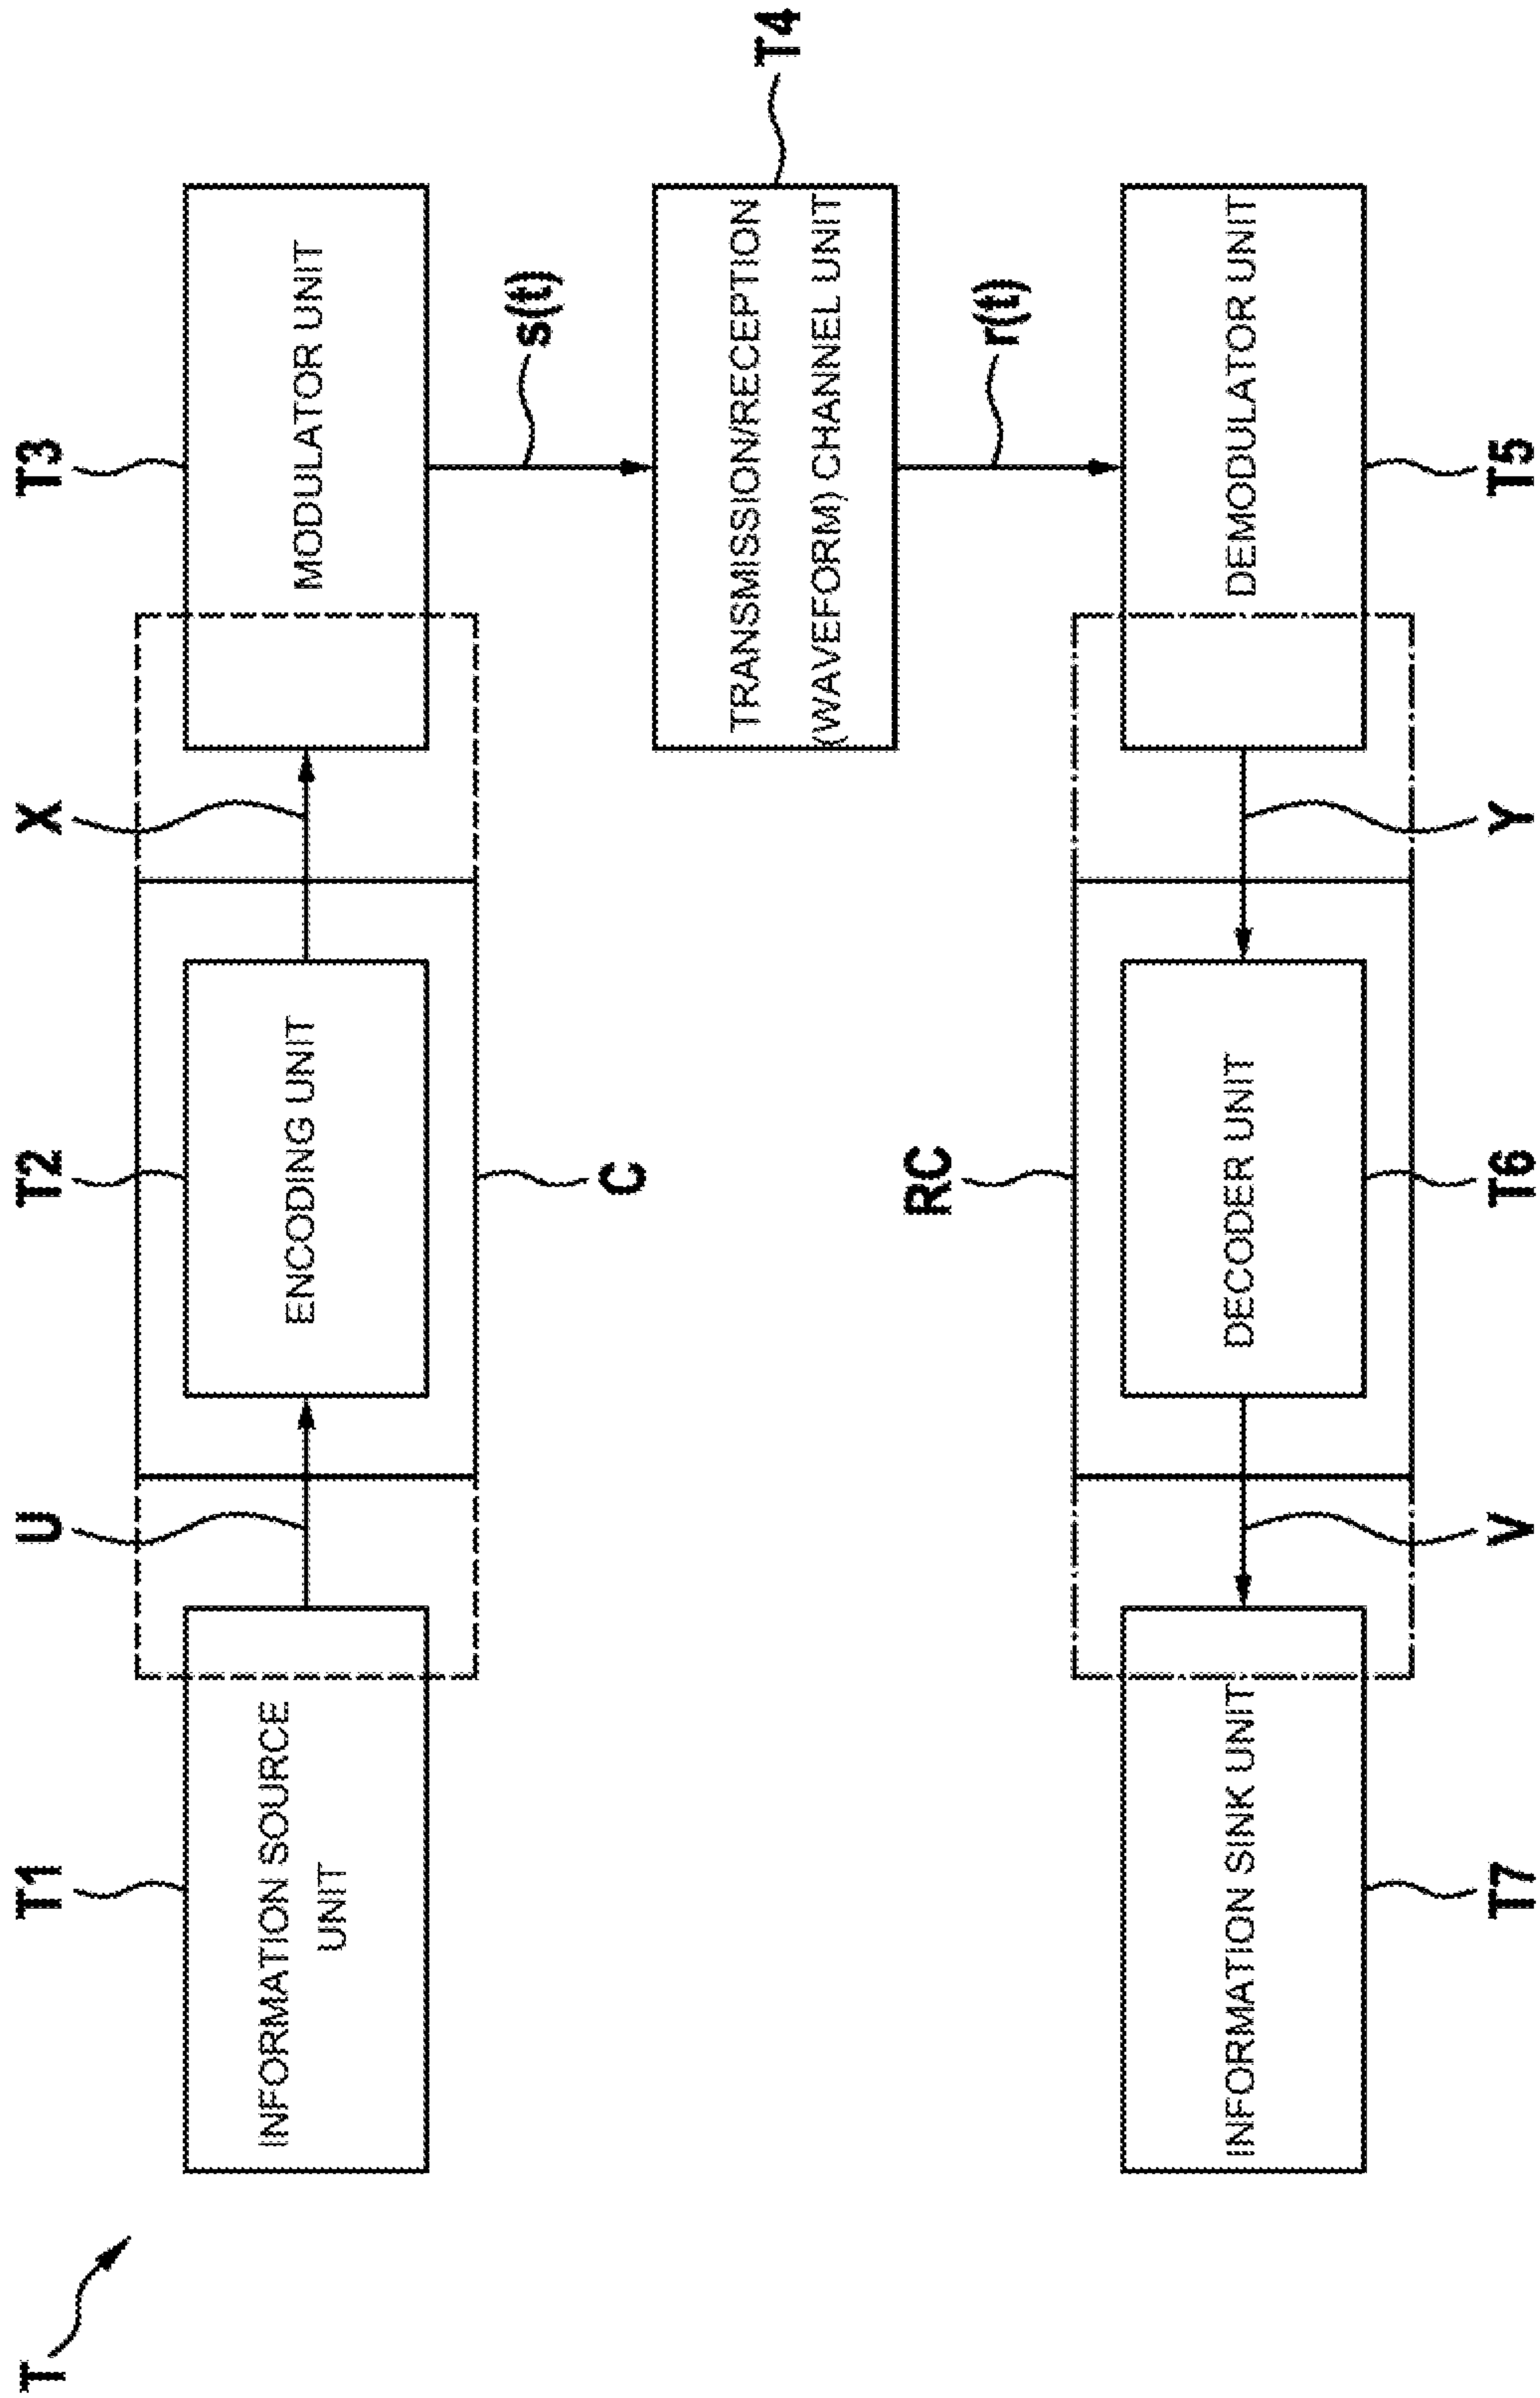 T
T1
U
T2
X
T3
INFORMATION SOURCE
UNIT
ENCODING UNIT
MODULATOR UNIT
C
s(t)
TRANSMISSION/RECEPTION
(WAVEFORM) CHANNEL UNIT
T4
RC
r(t)
INFORMATION SINK UNIT
DECODER UNIT
DEMODULATOR UNIT
T7
V
T6
Y
T5